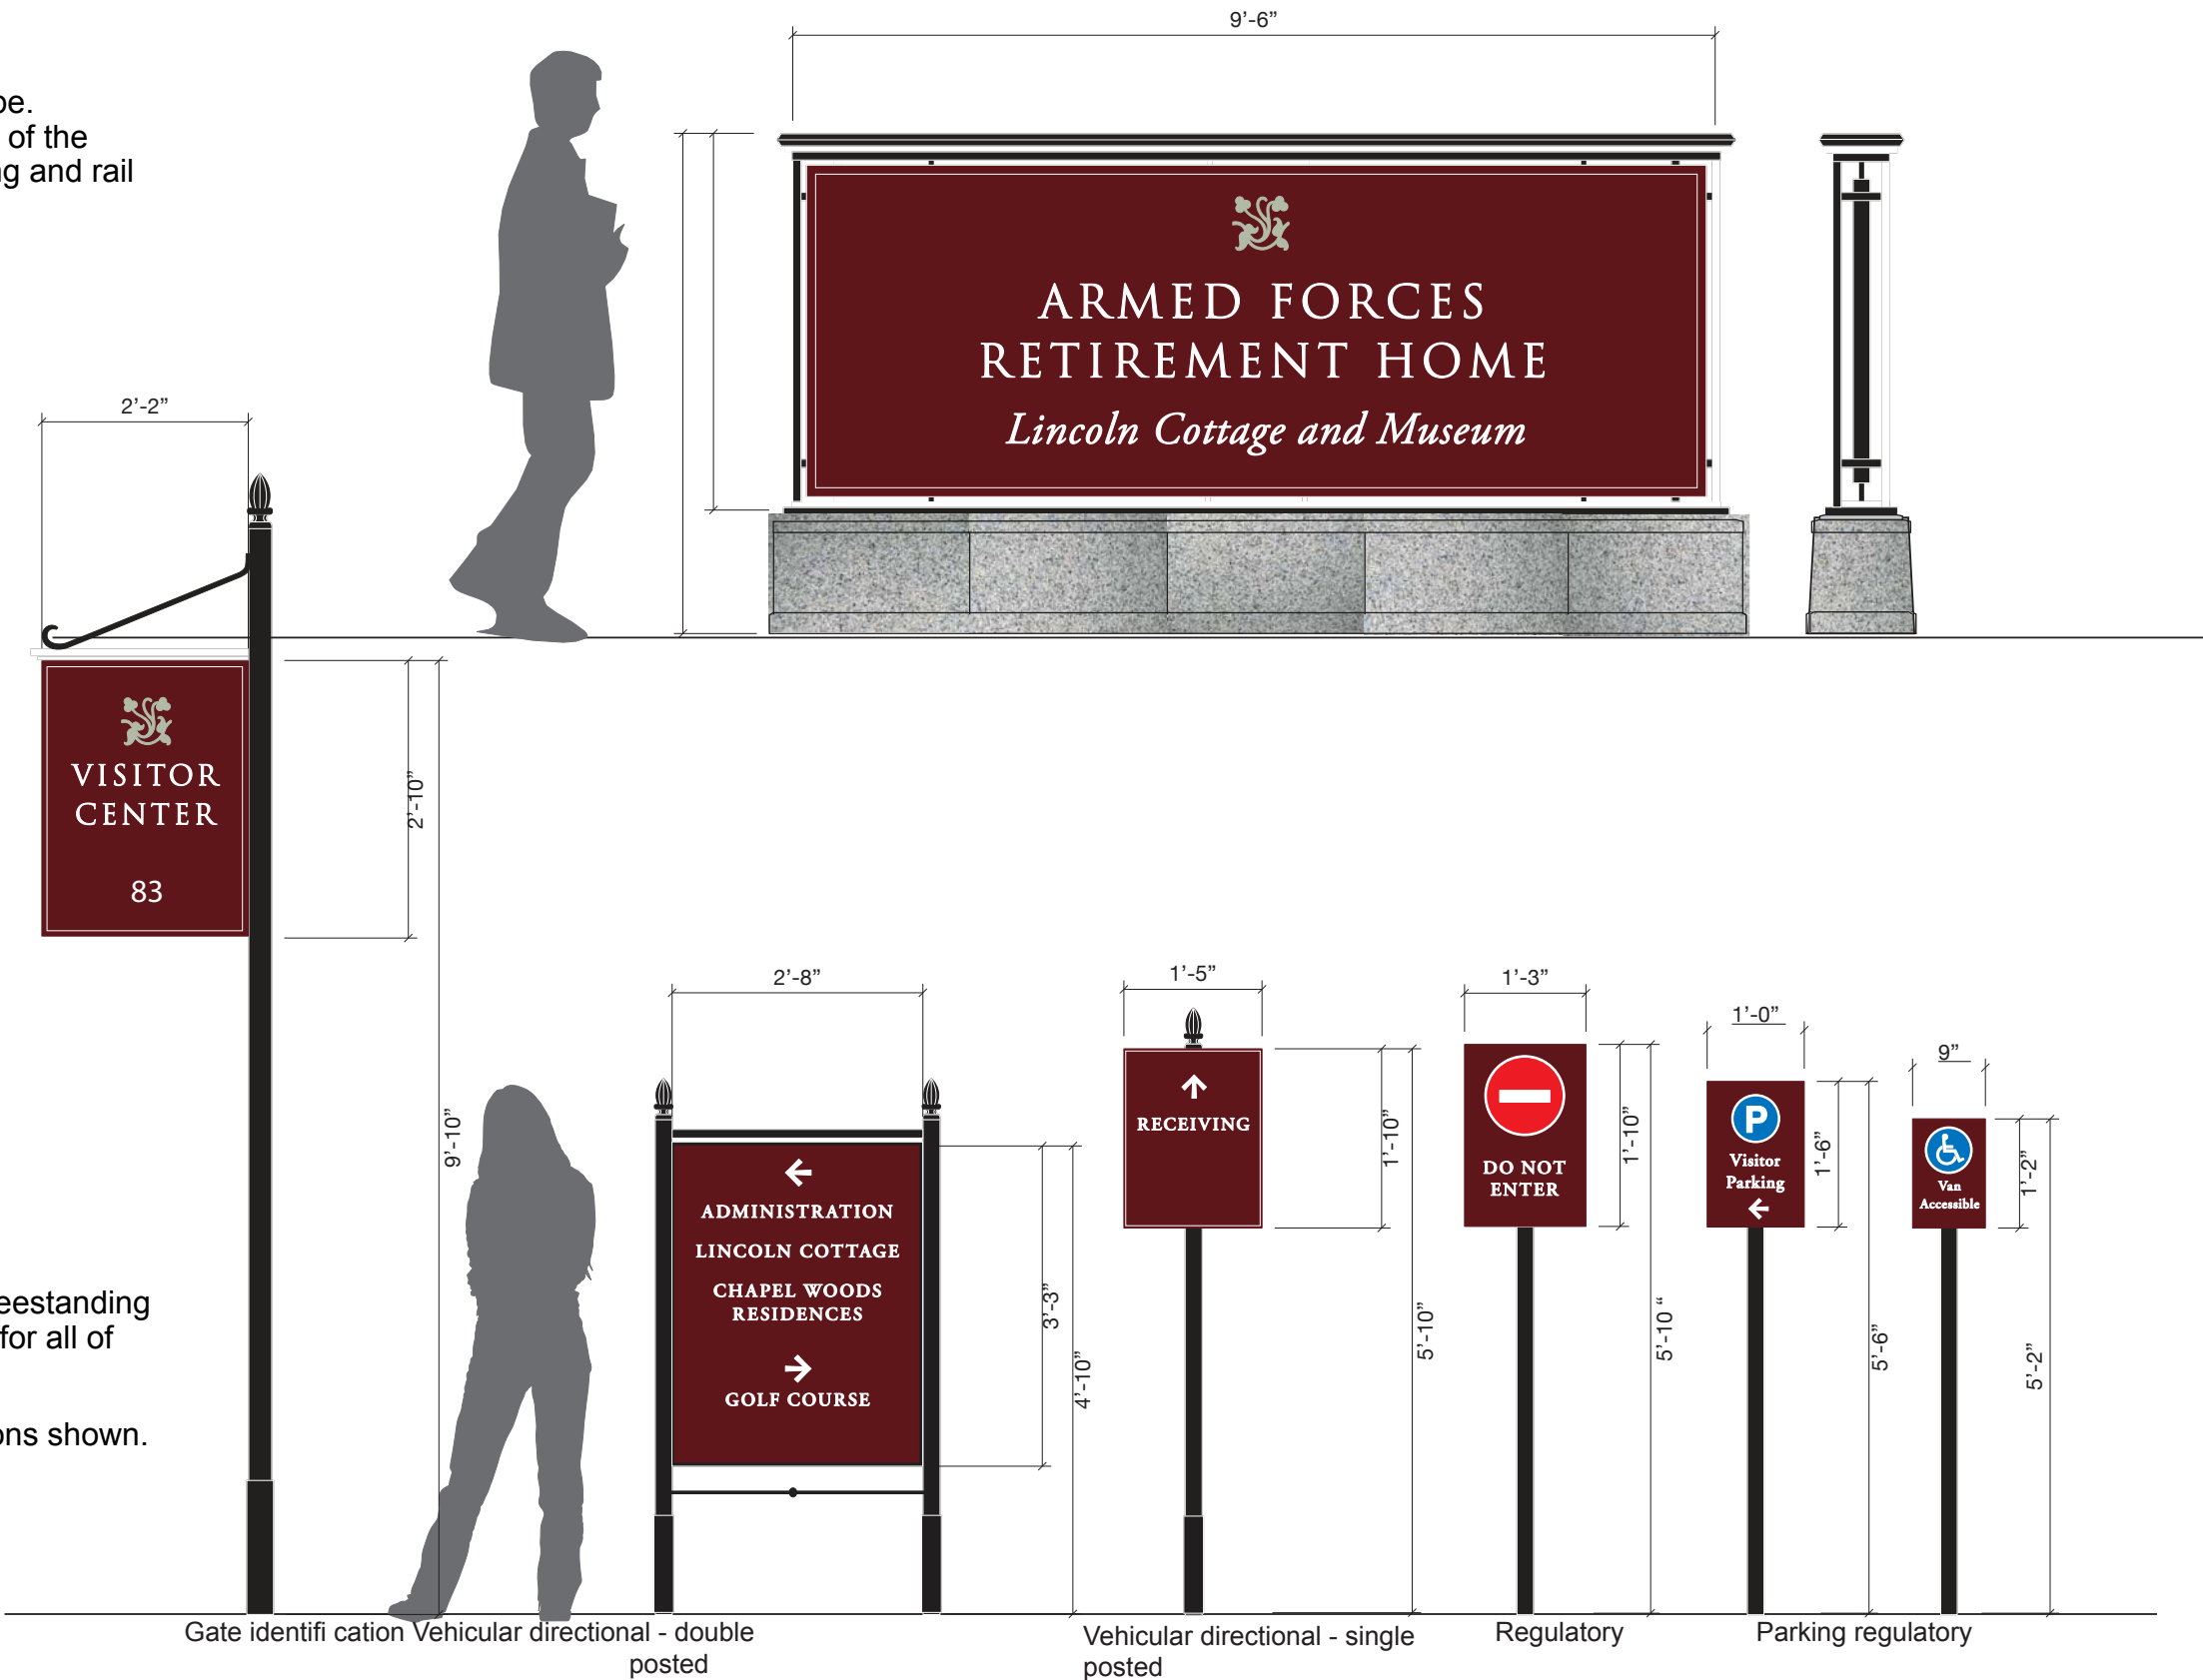 9’-6”
pe.
of the
ng and rail
ARMED FORCES
RETIREMENT HOME
Lincoln Cottage and Museum
2’-2”
VISITOR
CENTER
83
2’-10”
9’-10”
2’-8”
ADMINISTRATION
LINCOLN COTTAGE
CHAPEL WOODS
RESIDENCES
GOLF COURSE
3’-3”
4’-10”
1’-5”
RECEIVING
1’-10”
5’-10”
1’-3”
DO NOT
ENTER
1’-10”
5’-10 “
1’-0”
P
Visitor
Parking
1’-6”
5’-6”
9”
Van
Accessible
1’-2”
5’-2”
eestanding
for all of
ons shown.
Gate identifi cation
Vehicular directional - double
posted
Vehicular directional - single
posted
Regulatory
Parking regulatory